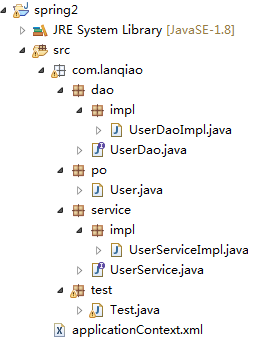 spring2
JRE System Library [JavaSE-1.8]
src
com.lanqiao
dao
impl
UserDaoImpl.java
UserDao.java
po
User.java
service
impl
UserServiceImpl.java
UserService.java
test
Test.java
applicationContext.xml